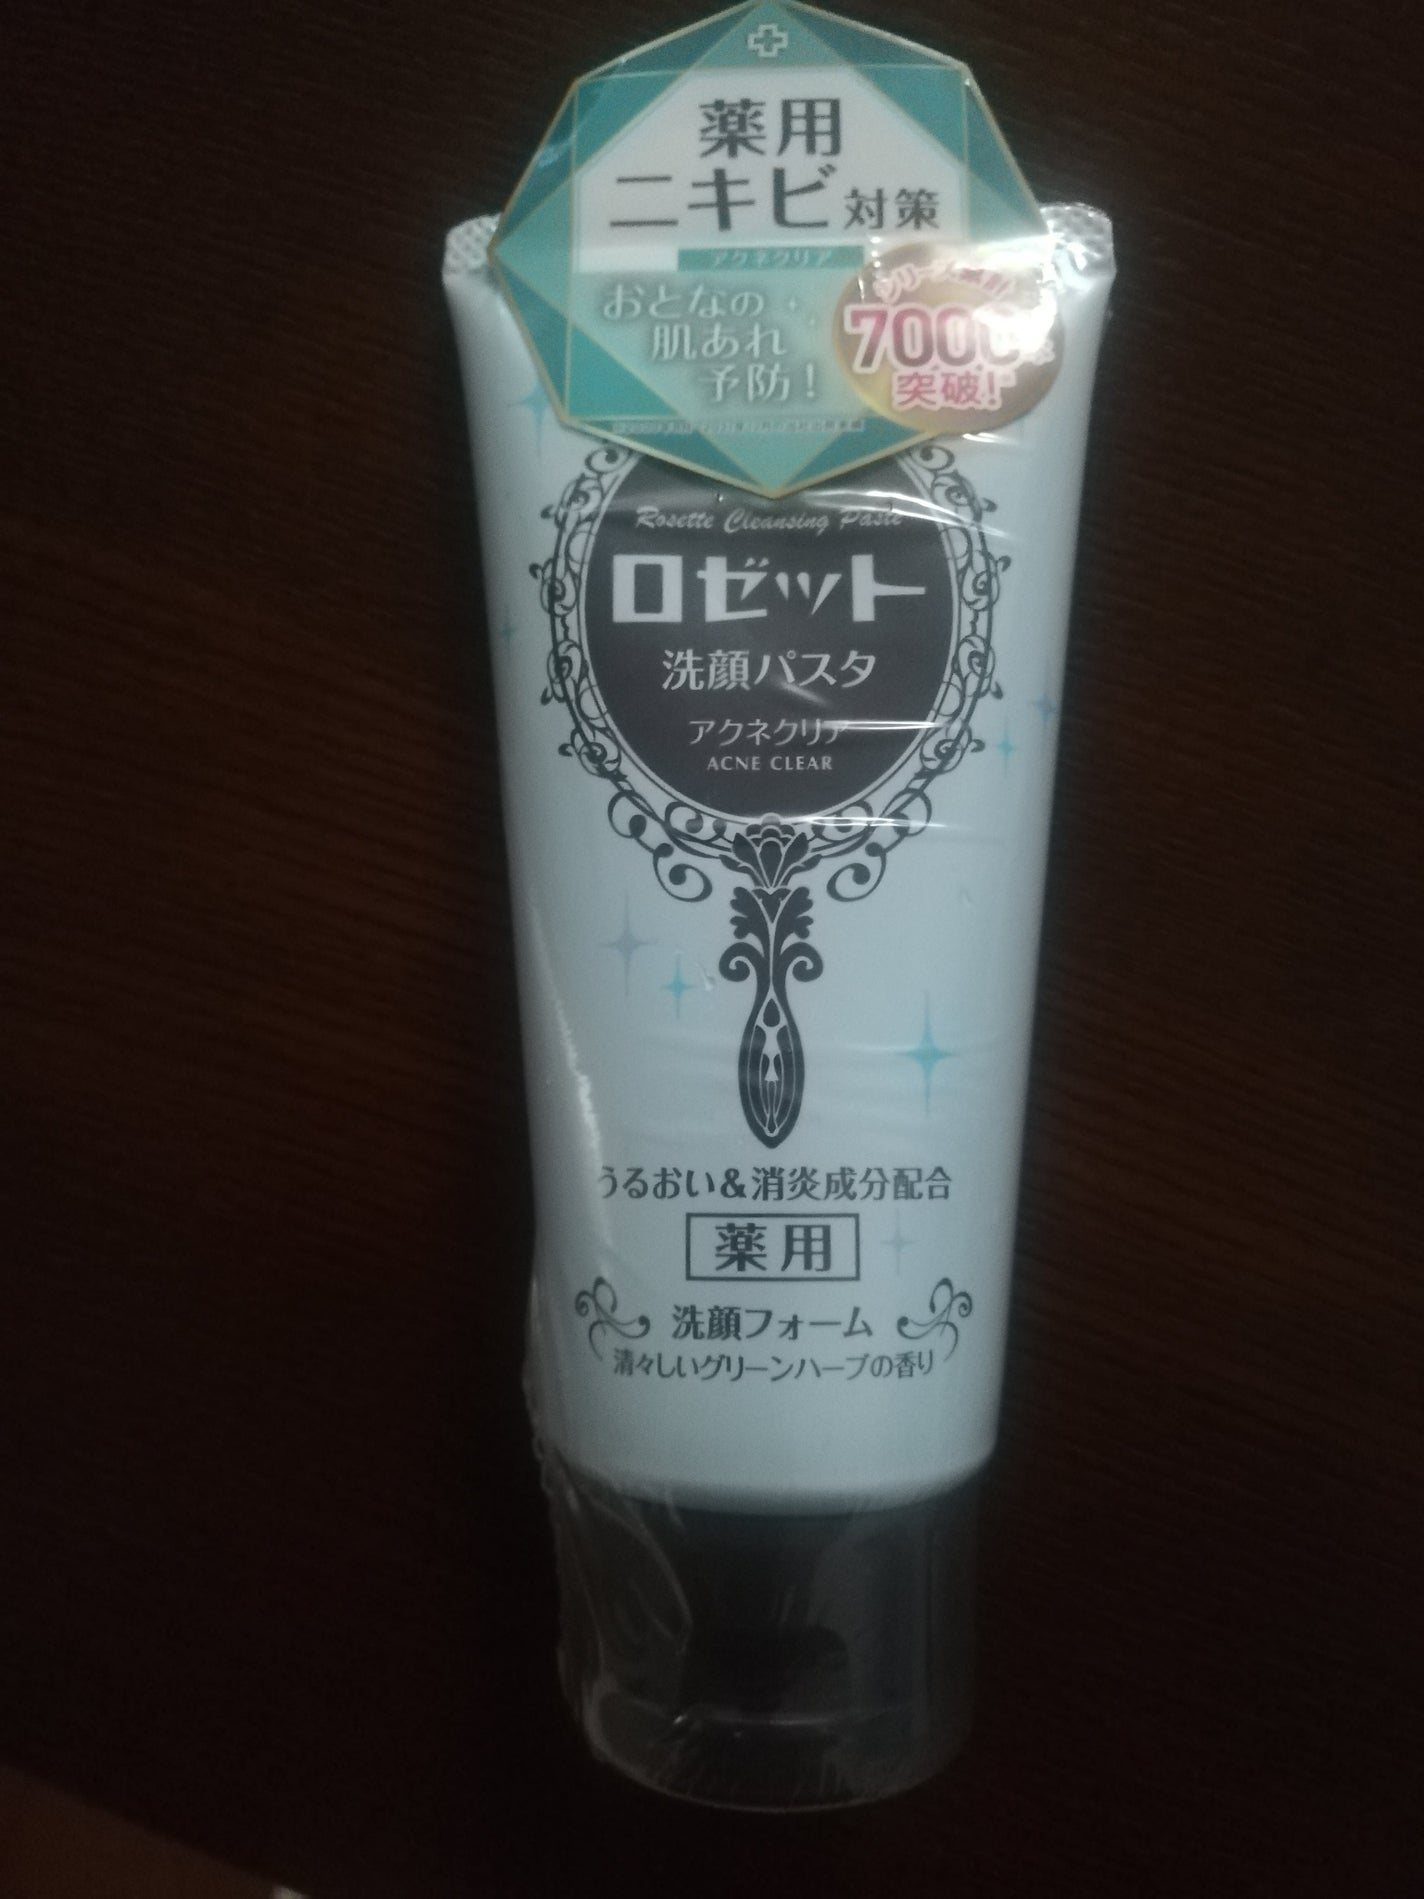 薬用
ニキビ対策
アクネクリア
おとなの
肌あれ
予防!
突破!
Rosette Cleansing Paste
ロゼット
洗顔パスタ
アクネクリア
ACNE CLEAR
うるおい&消炎成分配合
薬用
洗顔フォーム
清々しいグリーンハーブの香り